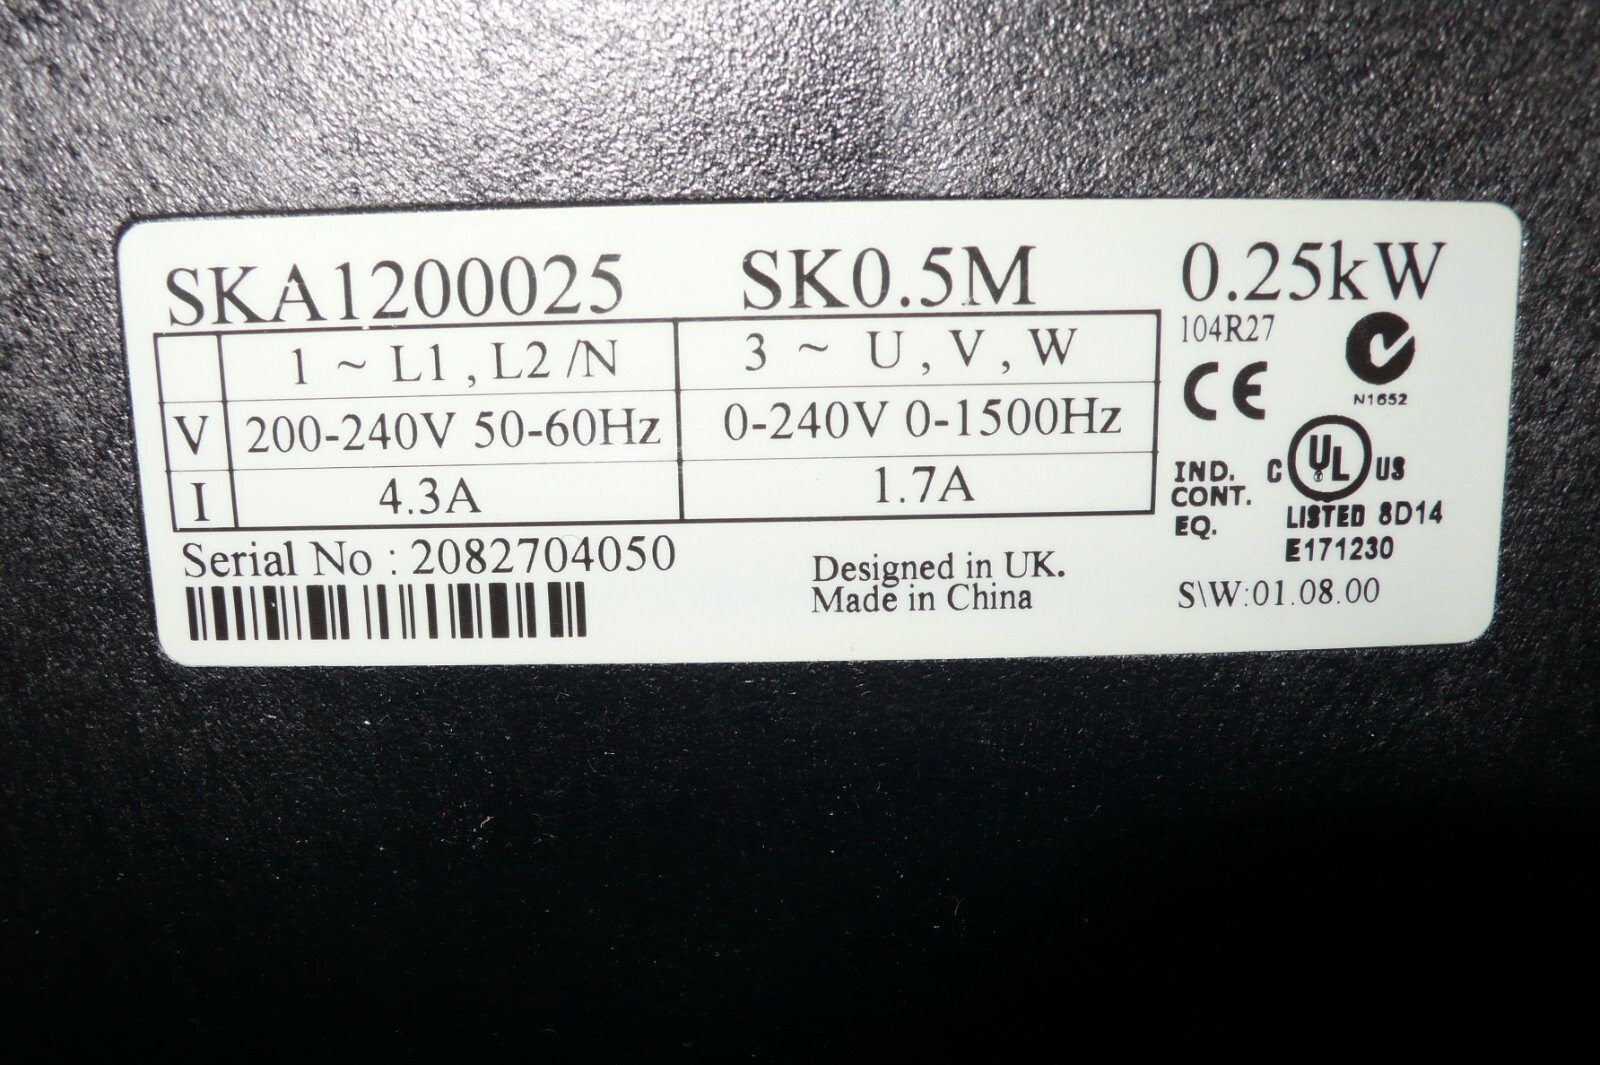 SKA1200025 SK0.5M 0.25kW
1 ~ L1 , L2 /N 3 ~ U , V , W 104R27
CE
N1652
V 200-240V 50-60Hz 0-240V 0-1500Hz
I 4.3A 1.7A
IND. CONT. EQ.
C UL US
LISTED 8D14
E171230
Serial No : 2082704050
Designed in UK.
Made in China
S\W:01.08.00